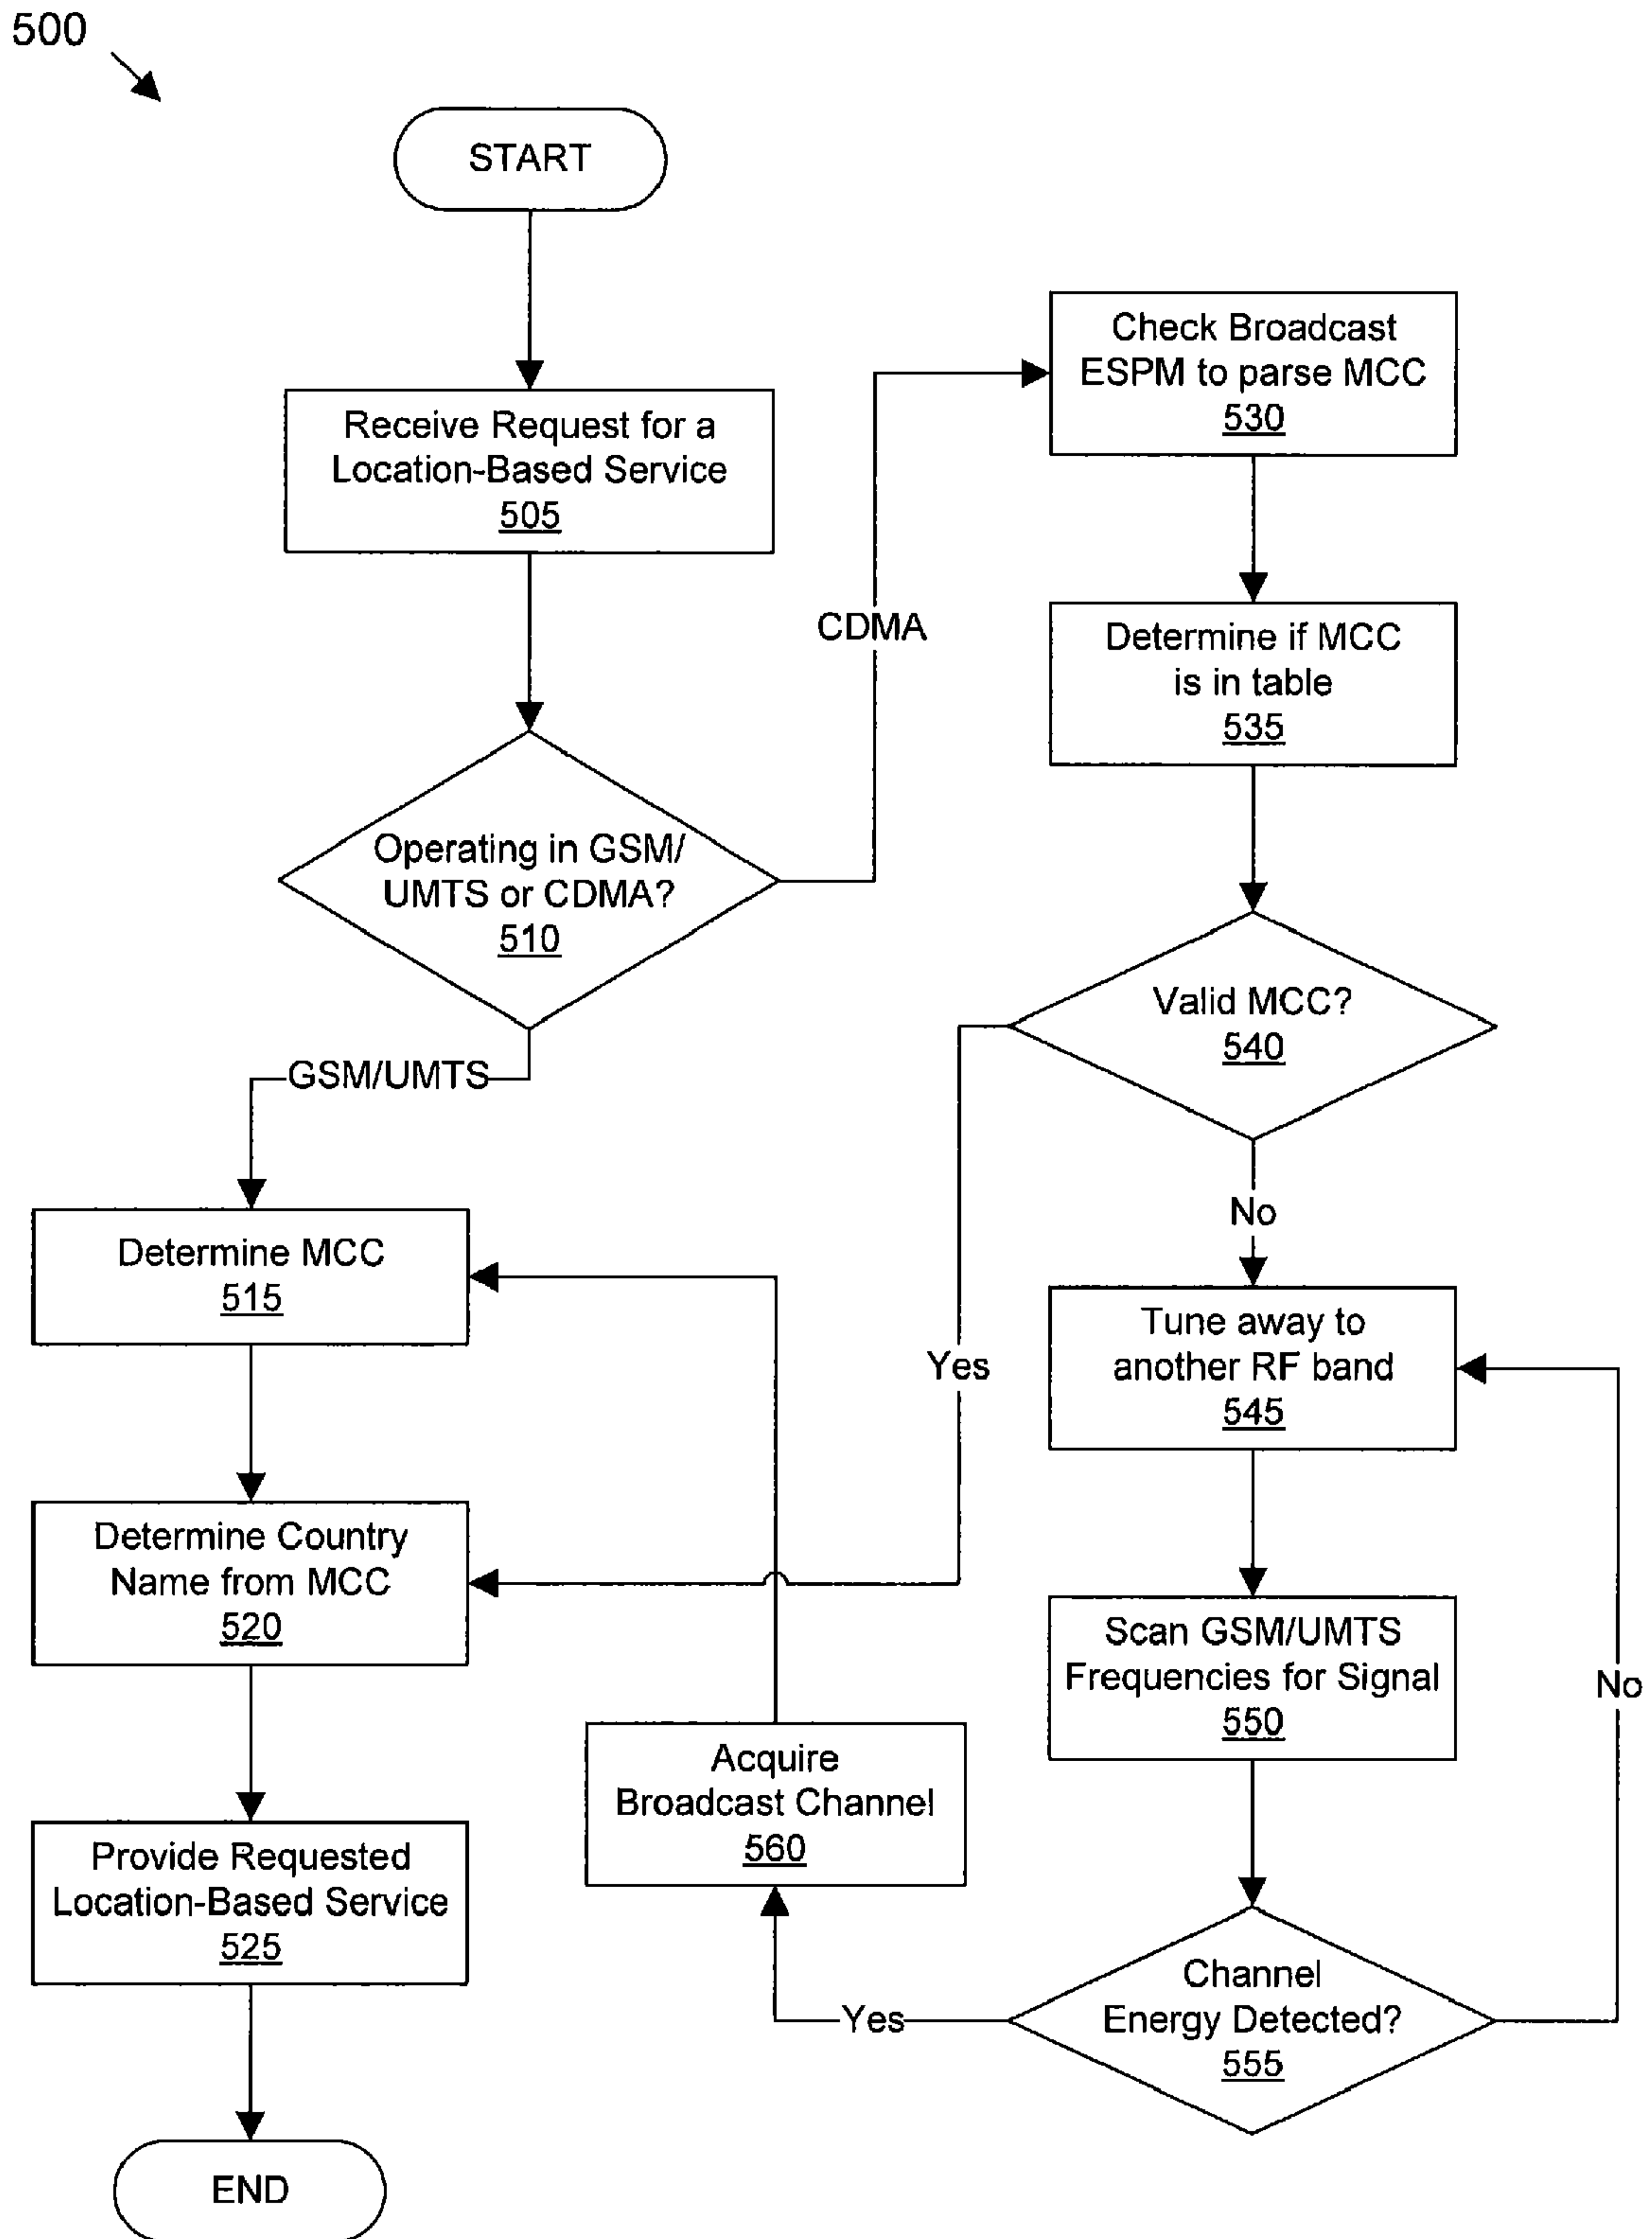 500
START
Receive Request for a
Location-Based Service
505
Operating in GSM/
UMTS or CDMA?
510
GSM/UMTS
CDMA
Determine MCC
515
Determine Country
Name from MCC
520
Provide Requested
Location-Based Service
525
END
Check Broadcast
ESPM to parse MCC
530
Determine if MCC
is in table
535
Valid MCC?
540
Yes
No
Tune away to
another RF band
545
Scan GSM/UMTS
Frequencies for Signal
550
Channel
Energy Detected?
555
No
Yes
Acquire
Broadcast Channel
560